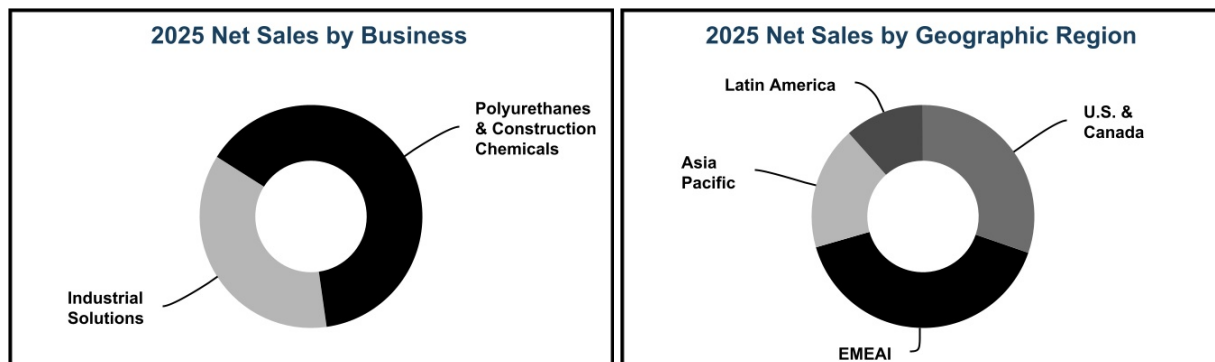 2025 Net Sales by Business
Polyurethanes
& Construction
Chemicals
Industrial
Solutions
2025 Net Sales by Geographic Region
Latin America
U.S. &
Canada
Asia
Pacific
EMEAI